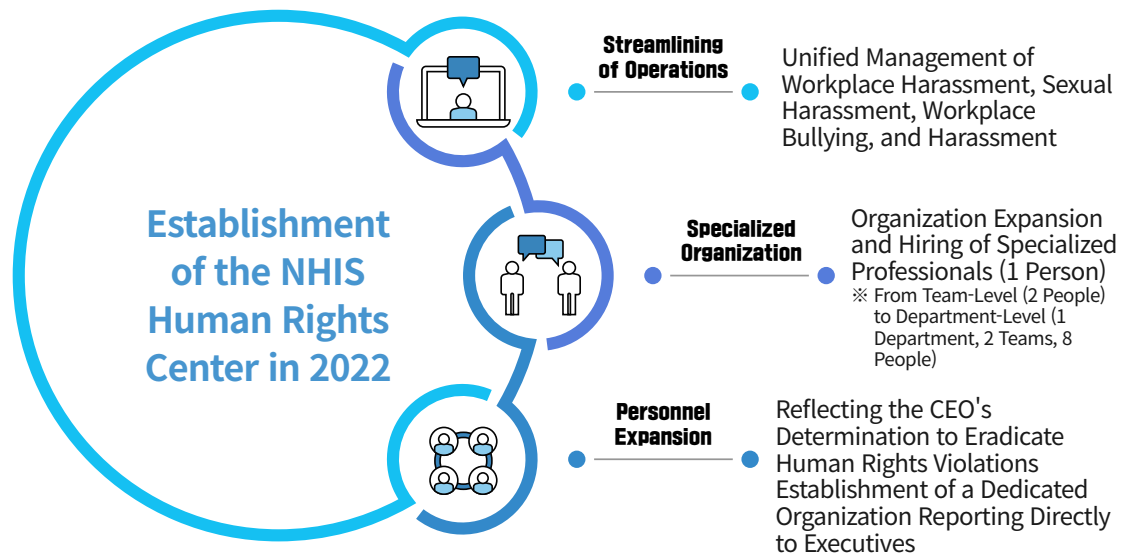 Establishment
of the NHIS
Human Rights
Center in 2022
Streamlining
of Operations
Unified Management of
Workplace Harassment, Sexual
Harassment, Workplace
Bullying, and Harassment
Specialized
Organization
Organization Expansion
and Hiring of Specialized
Professionals (1 Person)
※ From Team-Level (2 People)
to Department-Level (1
Department, 2 Teams, 8
People)
Personnel
Expansion
Reflecting the CEO's
Determination to Eradicate
Human Rights Violations
Establishment of a Dedicated
Organization Reporting Directly
to Executives